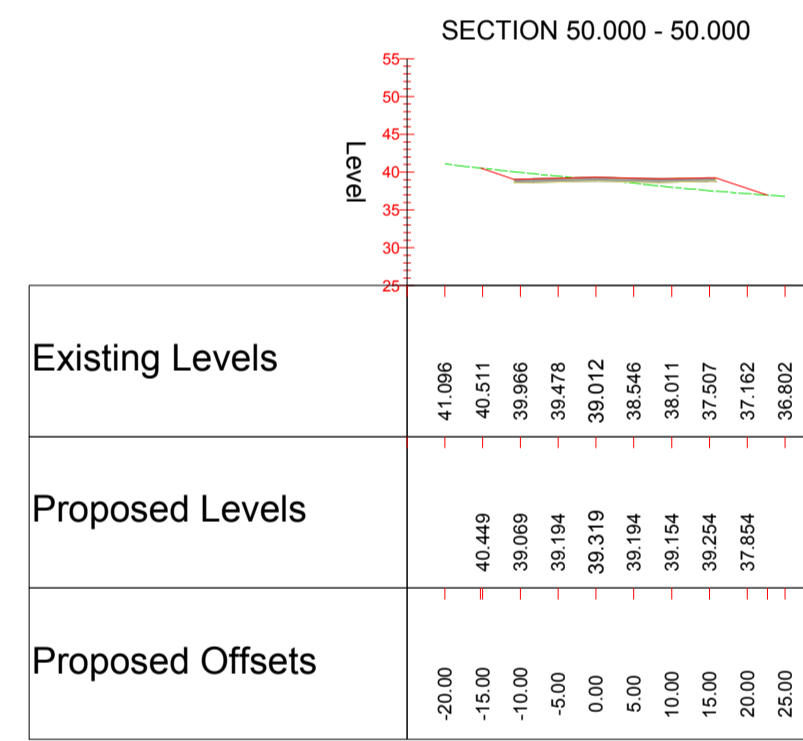 SECTION 50.000 - 50.000
55
50
45
40
35
30
25
Level
Existing Levels
41.096 40.511 39.966 39.478 39.012 38.546 38.011 37.507 37.162 36.802
Proposed Levels
40.449 39.069 39.194 39.319 39.194 39.154 39.254 37.854
Proposed Offsets
-20.00 -15.00 -10.00 -5.00 0.00 5.00 10.00 15.00 20.00 25.00